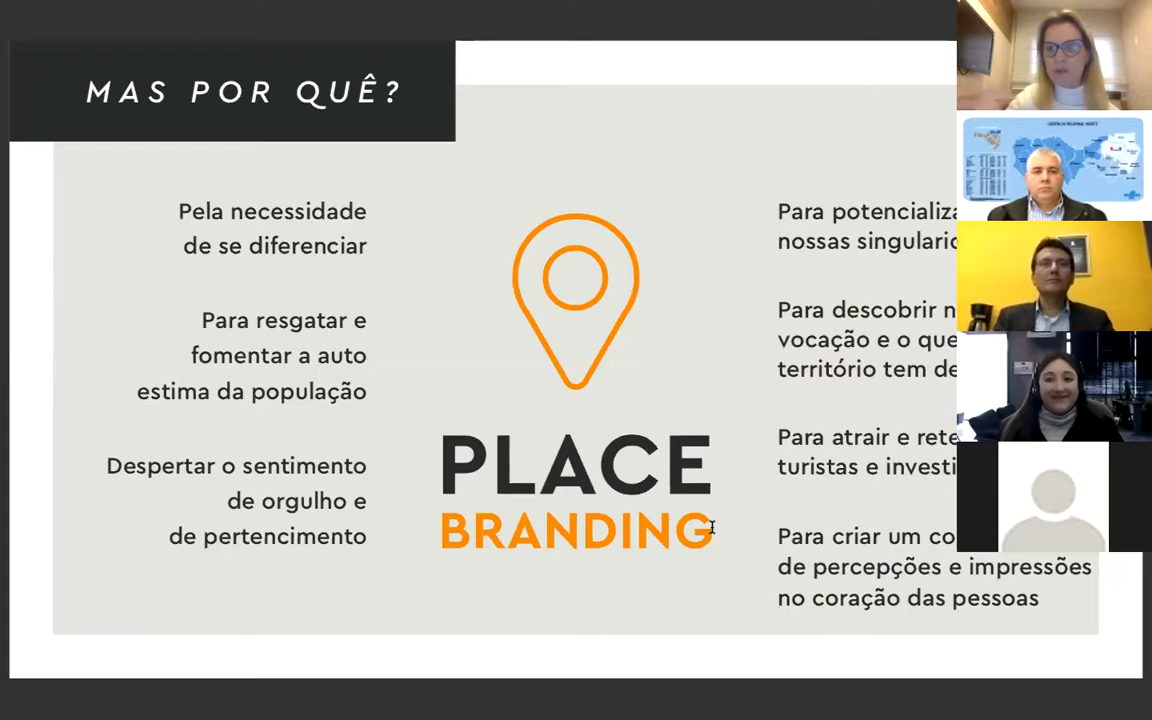 MAS POR QUÊ?
Pela necessidade
de se diferenciar
Para resgatar e
fomentar a auto
estima da população
Despertar o sentimento
de orgulho e
de pertencimento
PLACE
BRANDING
Para
nossas
Para descobrir
vocação e o que
território tem
Para atrair e
turistas e
Para criar um
de percepções e impressões
no coração das pessoas